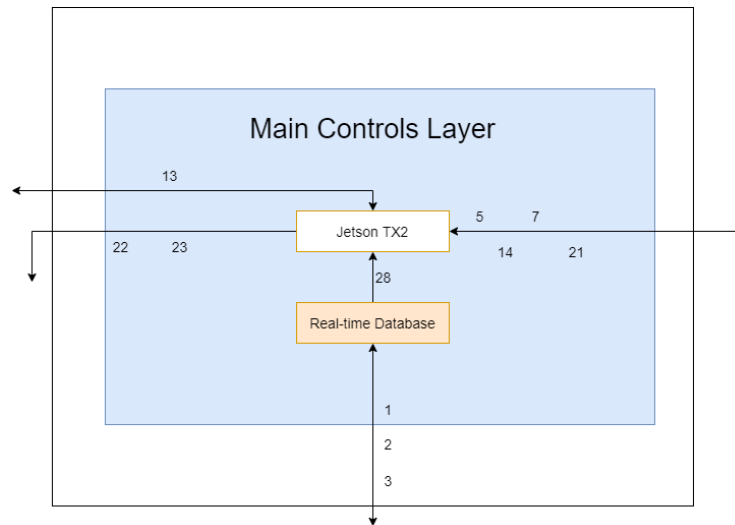 Main Controls Layer
13
Jetson TX2
5 7
22 23
14 21
28
Real-time Database
1
2
3